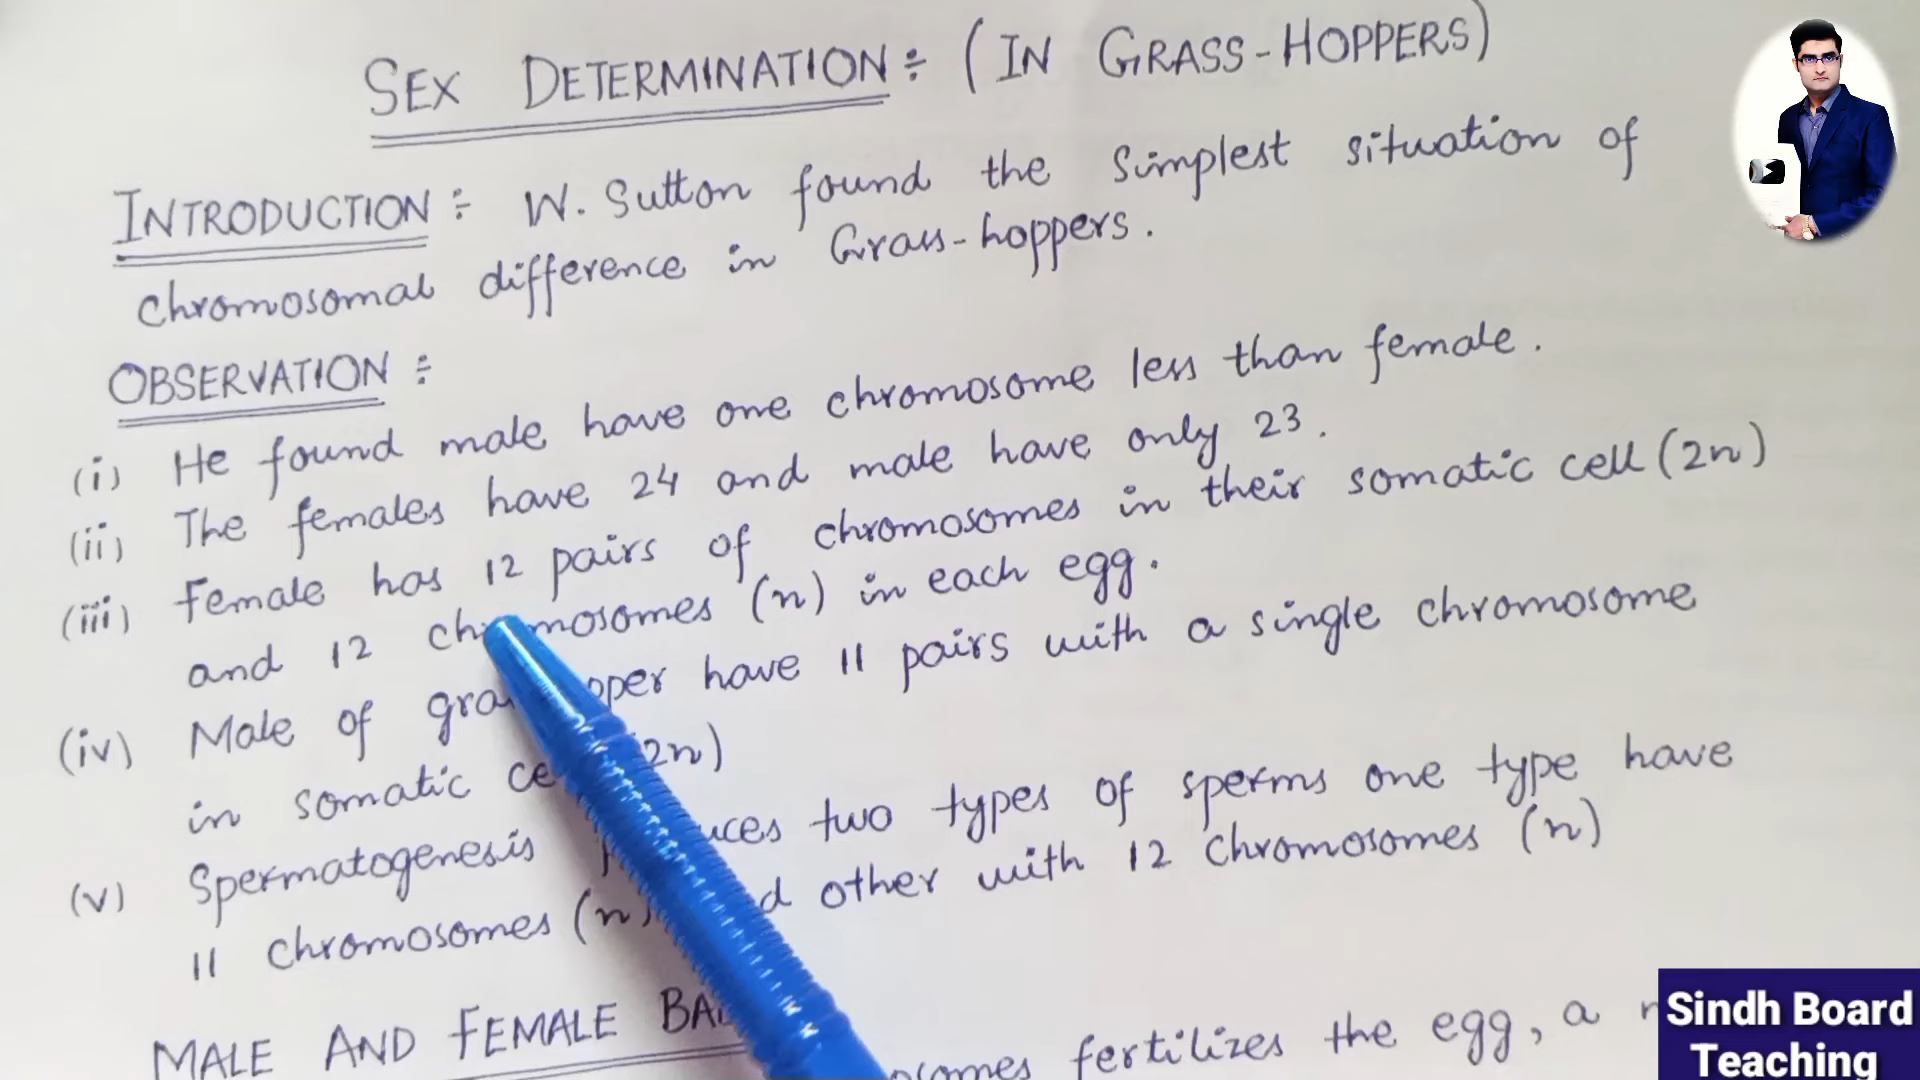 SEX DETERMINATION÷ (IN GRASS-HOPPERS)
INTRODUCTION÷ W. Sutton found the simplest situation of
chromosomal difference in Grass-hoppers.
OBSERVATION÷
(i) He found male have one chromosome less than female.
(ii) The females have 24 and male have only 23.
(iii) Female has 12 pairs of chromosomes in their somatic cell (2n)
and 12 chromosomes (n) in each egg.
(iv) Male of have 11 pairs with a single chromosome
in somatic 2n)
(v) Spermatogenesis two types of sperms one type have
11 chromosomes (n) other with 12 chromosomes (n)
MALE AND FEMALE
fertilizes the egg, a
Sindh Board
Teaching